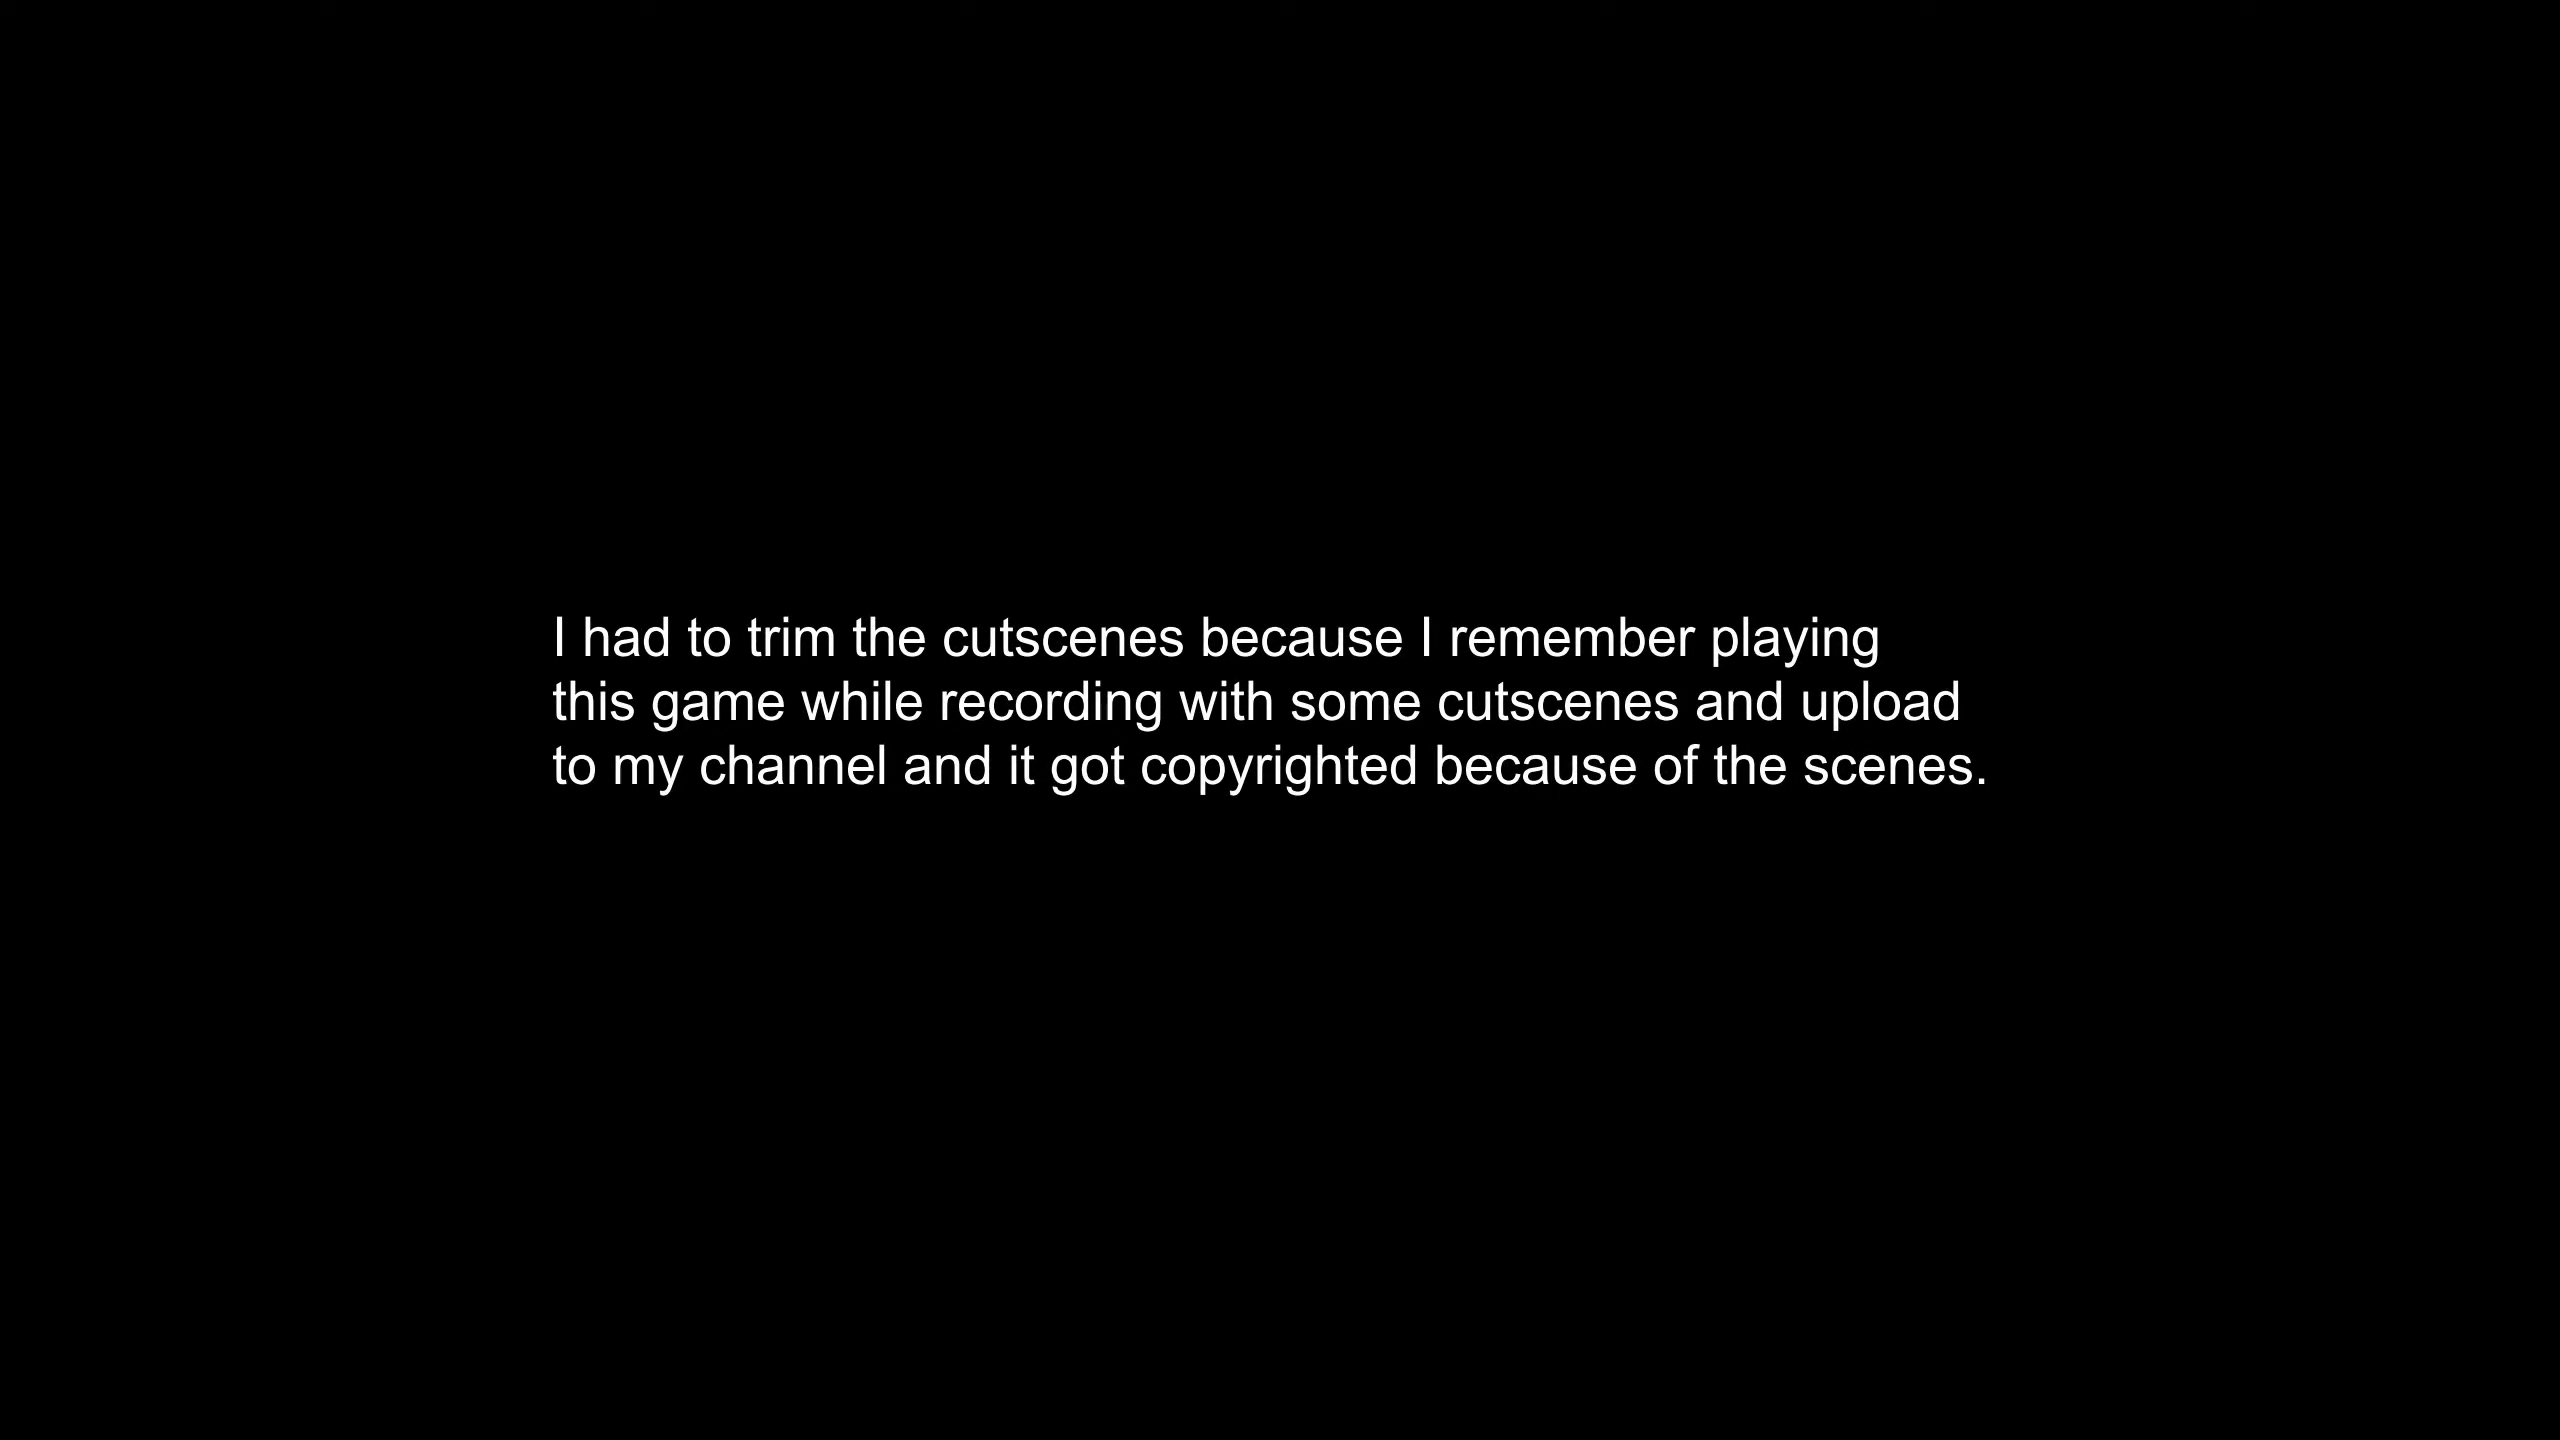 I had to trim the cutscenes because I remember playing
this game while recording with some cutscenes and upload
to my channel and it got copyrighted because of the scenes.